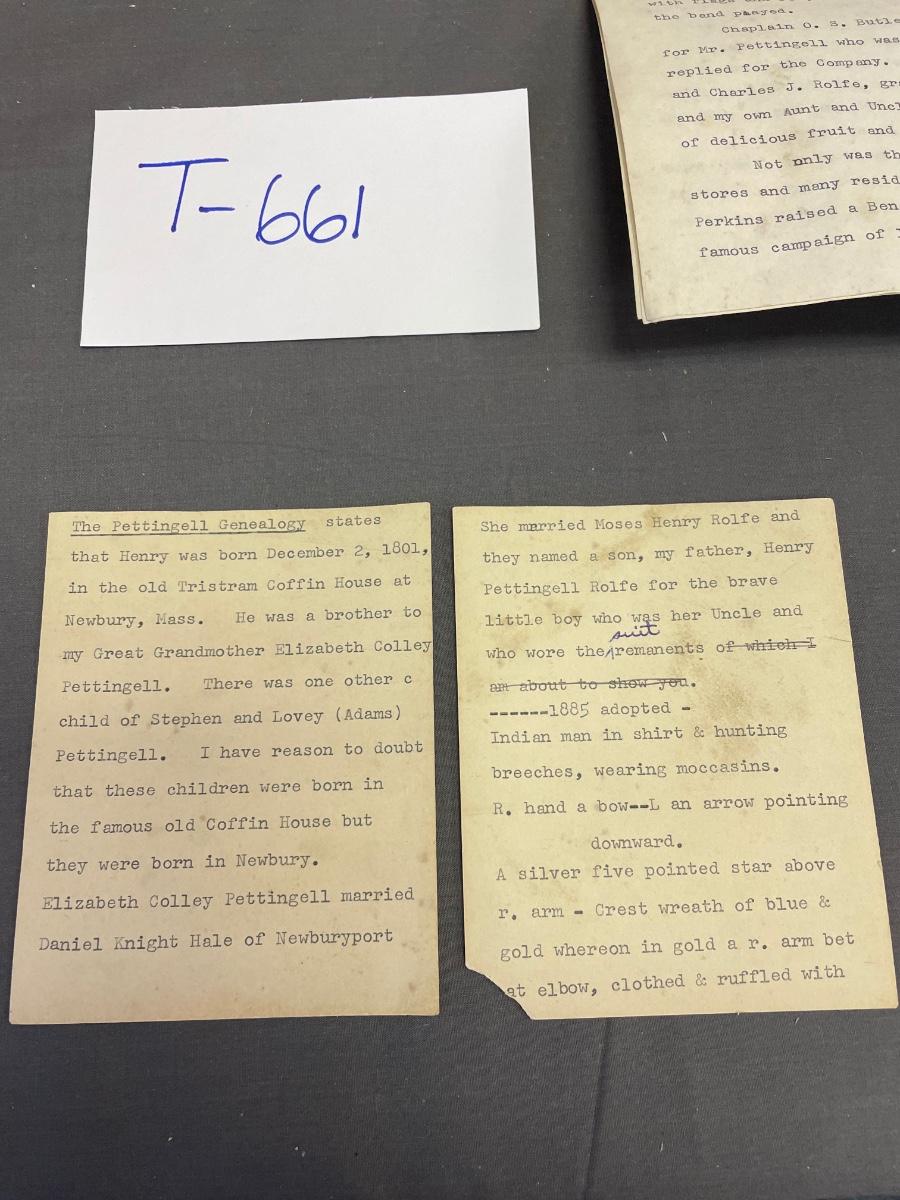 T-661
the band played.
Chaplain O. S.
for Mr. Pettingell who was
replied for the Company.
and Charles J. Rolfe,
and my own Aunt and
of delicious fruit and
Not nnly was
stores and many
Perkins raised a
famous campaign of
The Pettingell Genealogy states
that Henry was born December 2, 1801,
in the old Tristram Coffin House at
Newbury, Mass. He was a brother to
my Great Grandmother Elizabeth Colley
Pettingell. There was one other c
child of Stephen and Lovey (Adams)
Pettingell. I have reason to doubt
that these children were born in
the famous old Coffin House but
they were born in Newbury.
Elizabeth Colley Pettingell married
Daniel Knight Hale of Newburyport
She married Moses Henry Rolfe and
they named a son, my father, Henry
Pettingell Rolfe for the brave
little boy who was her Uncle and
suit
who wore the remanents of which I
am about to show you.
------1885 adopted -
Indian man in shirt & hunting
breeches, wearing moccasins.
R. hand a bow--L an arrow pointing
downward.
A silver five pointed star above
r. arm - Crest wreath of blue &
gold whereon in gold a r. arm bet
at elbow, clothed & ruffled with